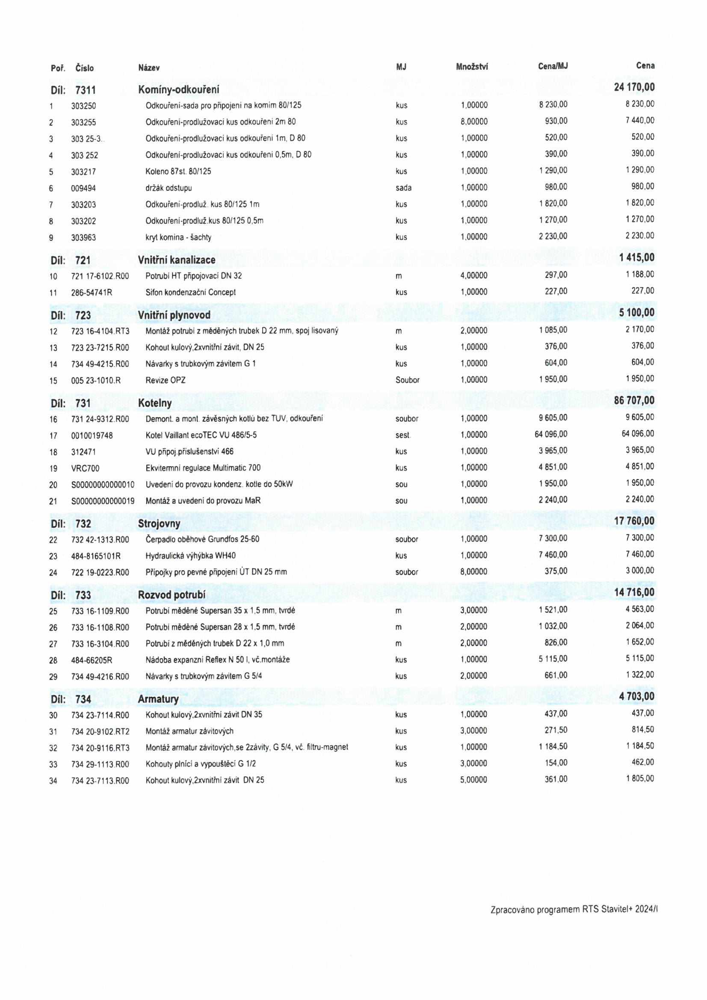 Poř. Číslo Název MJ Množství Cena/MJ Cena
Díl: 7311 Komíny-odkouření 24 170,00
1 303250 Odkouření-sada pro připojení na komím 80/125 kus 1,00000 8 230,00 8 230,00
2 303255 Odkouření-prodlužovací kus odkouření 2m 80 kus 8,00000 930,00 7 440,00
3 303 25-3.. Odkouření-prodlužovací kus odkouření 1m, D 80 kus 1,00000 520,00 520,00
4 303 252 Odkouření-prodlužovací kus odkouření 0,5m, D 80 kus 1,00000 390,00 390,00
5 303217 Koleno 87st. 80/125 kus 1,00000 1 290,00 1 290,00
6 009494 držák odstupu sada 1,00000 980,00 980,00
7 303203 Odkouření-prodluž. kus 80/125 1m kus 1,00000 1 820,00 1 820,00
8 303202 Odkouření-prodluž.kus 80/125 0,5m kus 1,00000 1 270,00 1 270,00
9 303963 kryt komína - šachty kus 1,00000 2 230,00 2 230,00
Díl: 721 Vnitřní kanalizace 1 415,00
10 721 17-6102.R00 Potrubí HT připojovací DN 32 m 4,00000 297,00 1 188,00
11 286-54741R Sifon kondenzační Concept kus 1,00000 227,00 227,00
Díl: 723 Vnitřní plynovod 5 100,00
12 723 16-4104.RT3 Montáž potrubí z měděných trubek D 22 mm, spoj lisovaný m 2,00000 1 085,00 2 170,00
13 723 23-7215.R00 Kohout kulový,2xvnitřní závit, DN 25 kus 1,00000 376,00 376,00
14 734 49-4215.R00 Návarky s trubkovým závitem G 1 kus 1,00000 604,00 604,00
15 005 23-1010.R Revize OPZ Soubor 1,00000 1 950,00 1 950,00
Díl: 731 Kotelny 86 707,00
16 731 24-9312.R00 Demont. a mont. závěsných kotlů bez TUV, odkouření soubor 1,00000 9 605,00 9 605,00
17 0010019748 Kotel Vaillant ecoTEC VU 486/5-5 sest. 1,00000 64 096,00 64 096,00
18 312471 VU připoj.příslušenství 466 kus 1,00000 3 965,00 3 965,00
19 VRC700 Ekvitermní regulace Multimatic 700 kus 1,00000 4 851,00 4 851,00
20 S00000000000010 Uvedení do provozu kondenz. kotle do 50kW sou 1,00000 1 950,00 1 950,00
21 S00000000000019 Montáž a uvedení do provozu MaR sou 1,00000 2 240,00 2 240,00
Díl: 732 Strojovny 17 760,00
22 732 42-1313.R00 Čerpadlo oběhové Grundfos 25-60 soubor 1,00000 7 300,00 7 300,00
23 484-8165101R Hydraulická výhýbka WH40 kus 1,00000 7 460,00 7 460,00
24 722 19-0223.R00 Přípojky pro pevné připojení ÚT DN 25 mm soubor 8,00000 375,00 3 000,00
Díl: 733 Rozvod potrubí 14 716,00
25 733 16-1109.R00 Potrubí měděné Supersan 35 x 1,5 mm, tvrdé m 3,00000 1 521,00 4 563,00
26 733 16-1108.R00 Potrubí měděné Supersan 28 x 1,5 mm, tvrdé m 2,00000 1 032,00 2 064,00
27 733 16-3104.R00 Potrubí z měděných trubek D 22 x 1,0 mm m 2,00000 826,00 1 652,00
28 484-66205R Nádoba expanzní Reflex N 50 l, vč.montáže kus 1,00000 5 115,00 5 115,00
29 734 49-4216.R00 Návarky s trubkovým závitem G 5/4 kus 2,00000 661,00 1 322,00
Díl: 734 Armatury 4 703,00
30 734 23-7114.R00 Kohout kulový,2xvnitřní závit DN 35 kus 1,00000 437,00 437,00
31 734 20-9102.RT2 Montáž armatur závitových kus 3,00000 271,50 814,50
32 734 20-9116.RT3 Montáž armatur závitových,se 2závity, G 5/4, vč. filtru-magnet kus 1,00000 1 184,50 1 184,50
33 734 29-1113.R00 Kohouty plnící a vypouštěcí G 1/2 kus 3,00000 154,00 462,00
34 734 23-7113.R00 Kohout kulový,2xvnitřní závit DN 25 kus 5,00000 361,00 1 805,00
Zpracováno programem RTS Stavitel+ 2024/I